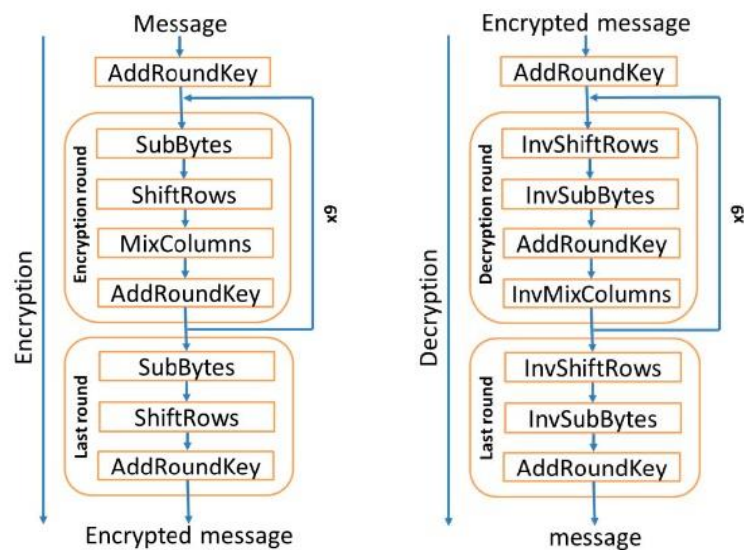 Message
AddRoundKey
Encryption round
SubBytes
ShiftRows
MixColumns
AddRoundKey
x9
Encryption
Last round
SubBytes
ShiftRows
AddRoundKey
Encrypted message
Encrypted message
AddRoundKey
Decryption round
InvShiftRows
InvSubBytes
AddRoundKey
InvMixColumns
x9
Decryption
Last round
InvShiftRows
InvSubBytes
AddRoundKey
message